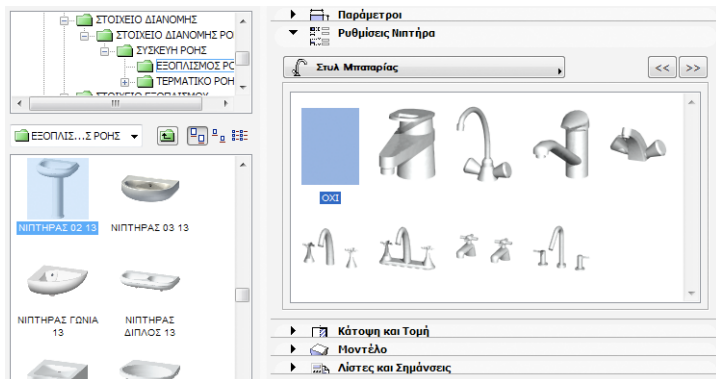 ΣΤΟΙΧΕΙΟ ΔΙΑΝΟΜΗΣ
ΣΤΟΙΧΕΙΟ ΔΙΑΝΟΜΗΣ ΡΟ
ΣΥΣΚΕΥΗ ΡΟΗΣ
ΕΞΟΠΛΙΣΜΟΣ ΡΟ
ΤΕΡΜΑΤΙΚΟ ΡΟΗ
ΣΤΟΙΧΕΙΟ ΕΞΟΠΛΙΣΜΟΥ
ΕΞΟΠΛΙΣ...Σ ΡΟΗΣ
ΝΙΠΤΗΡΑΣ 02 13
ΝΙΠΤΗΡΑΣ 03 13
ΝΙΠΤΗΡΑΣ ΓΩΝΙΑ
13
ΝΙΠΤΗΡΑΣ
ΔΙΠΛΟΣ 13
Παράμετροι
Ρυθμίσεις Νιπτήρα
Στυλ Μπαταρίας
<<
>>
ΟΧΙ
Κάτοψη και Τομή
Μοντέλο
Λίστες και Σημάνσεις